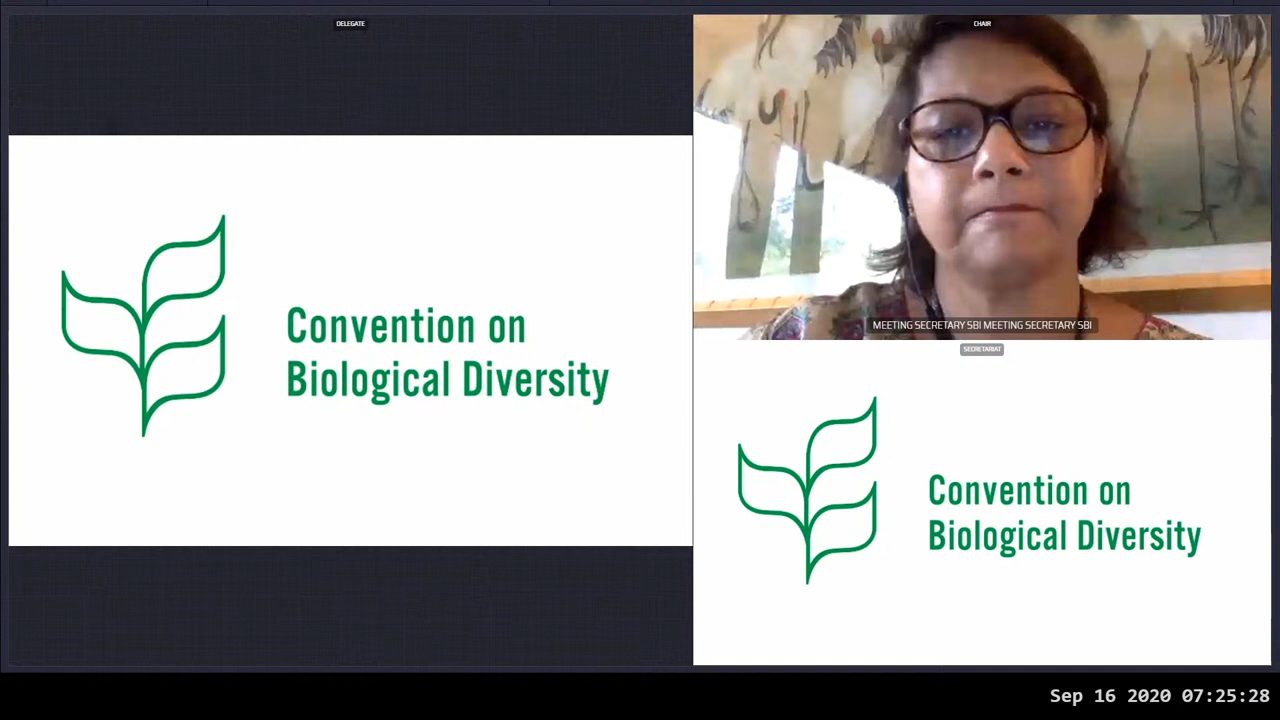 DELEGATE
Convention on
Biological Diversity
CHAIR
MEETING SECRETARY SBI MEETING SECRETARY SBI
SECRETARIAT
Convention on
Biological Diversity
Sep 16 2020 07:25:28